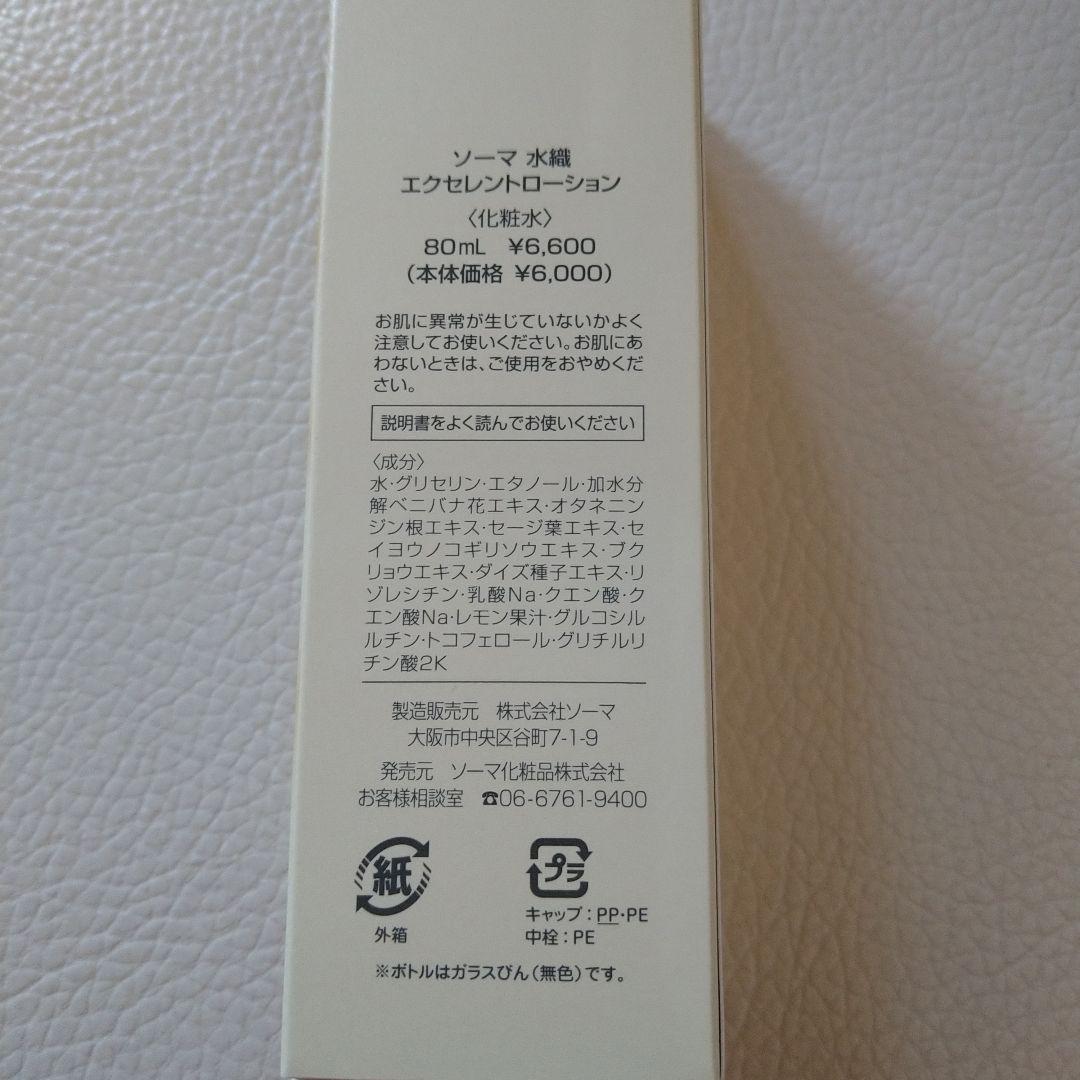 ソーマ 水織
エクセレントローション
〈化粧水〉
80mL ¥6,600
(本体価格 ¥6,000)
お肌に異常が生じていないかよく
注意してお使いください。お肌にあ
わないときは、ご使用をおやめくだ
さい。
説明書をよく読んでお使いください
〈成分〉
水・グリセリン・エタノール・加水分
解ベニバナ花エキス・オタネニン
ジン根エキス・セージ葉エキス・セ
イヨウノコギリソウエキス・ブク
リョウエキス・ダイズ種子エキス・リ
ゾレシチン・乳酸Na・クエン酸・ク
エン酸Na・レモン果汁・グルコシル
ルチン・トコフェロール・グリチルリ
チン酸2K
製造販売元 株式会社ソーマ
大阪市中央区谷町7-1-9
発売元 ソーマ化粧品株式会社
お客様相談室 ☎06-6761-9400
紙
外箱
プラ
キャップ：PP・PE
中栓：PE
※ボトルはガラスびん(無色)です。